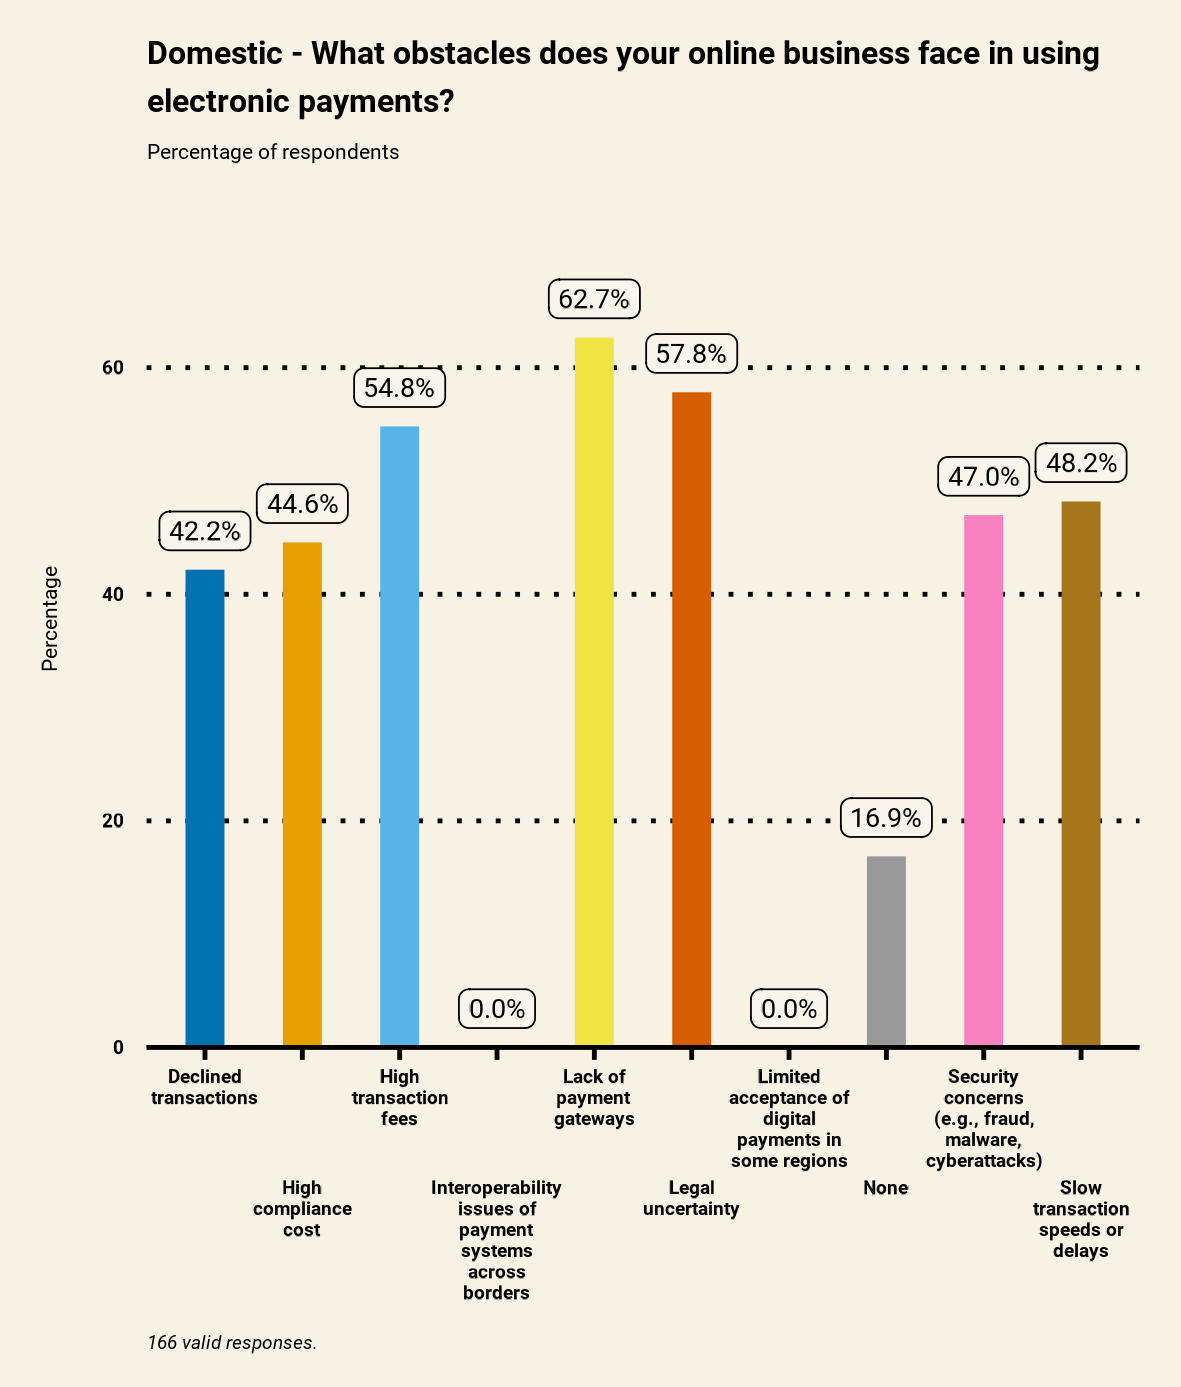 Domestic - What obstacles does your online business face in using
electronic payments?
Percentage of respondents
62.7%
57.8%
60
54.8%
48.2%
47.0%
44.6%
42.2%
Percentage
40
20
16.9%
0.0%
0.0%
0
Declined
transactions
High
compliance
cost
High
transaction
fees
Interoperability
issues of
payment
systems
across
borders
Lack of
payment
gateways
Legal
uncertainty
Limited
acceptance of
digital
payments in
some regions
None
Security
concerns
(e.g., fraud,
malware,
cyberattacks)
Slow
transaction
speeds or
delays
166 valid responses.